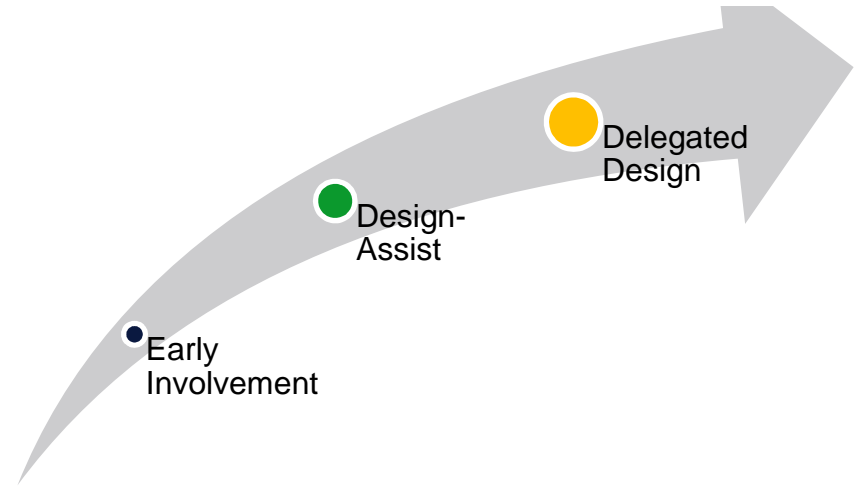 Delegated
Design
Design-
Assist
Early
Involvement